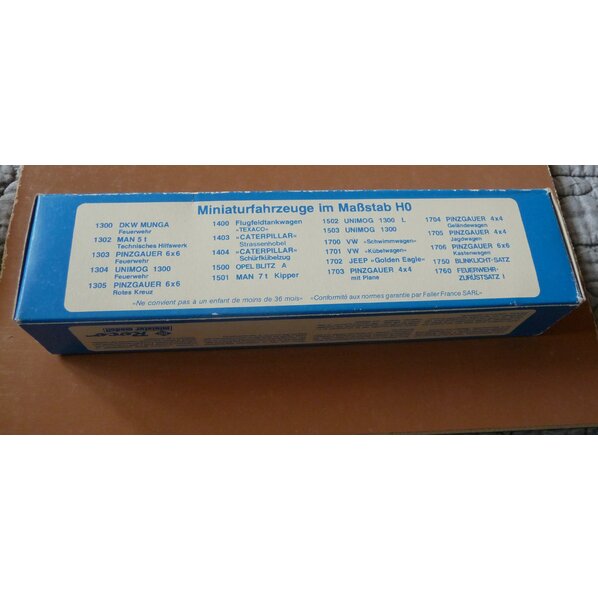 Miniaturfahrzeuge im Maßstab H0
1300 DKW MUNGA
Feuerwehr
1302 MAN 5 t
Technisches Hilfswerk
1303 PINZGAUER 6x6
Feuerwehr
1304 UNIMOG 1300
Feuerwehr
1305 PINZGAUER 6x6
Rotes Kreuz
1400 Flugfeldtankwagen
»TEXACO«
1403 »CATERPILLAR«
Strassenhobel
1404 »CATERPILLAR«
Schürfkübelzug
1500 OPEL BLITZ A
1501 MAN 7 t Kipper
1502 UNIMOG 1300 L
1503 UNIMOG 1300
1700 VW »Schwimmwagen«
1701 VW »Kübelwagen«
1702 JEEP »Golden Eagle«
1703 PINZGAUER 4x4
mit Plane
1704 PINZGAUER 4x4
Geländewagen
1705 PINZGAUER 4x4
Jagdwagen
1706 PINZGAUER 6x6
Kastenwagen
1750 BLINKLICHT-SATZ
1760 FEUERWEHR-
ZURÜSTSATZ I
»Ne convient pas à un enfant de moins de 36 mois« »Conformité aux normes garantie par Faller France SARL«
Roco
miniatur modell